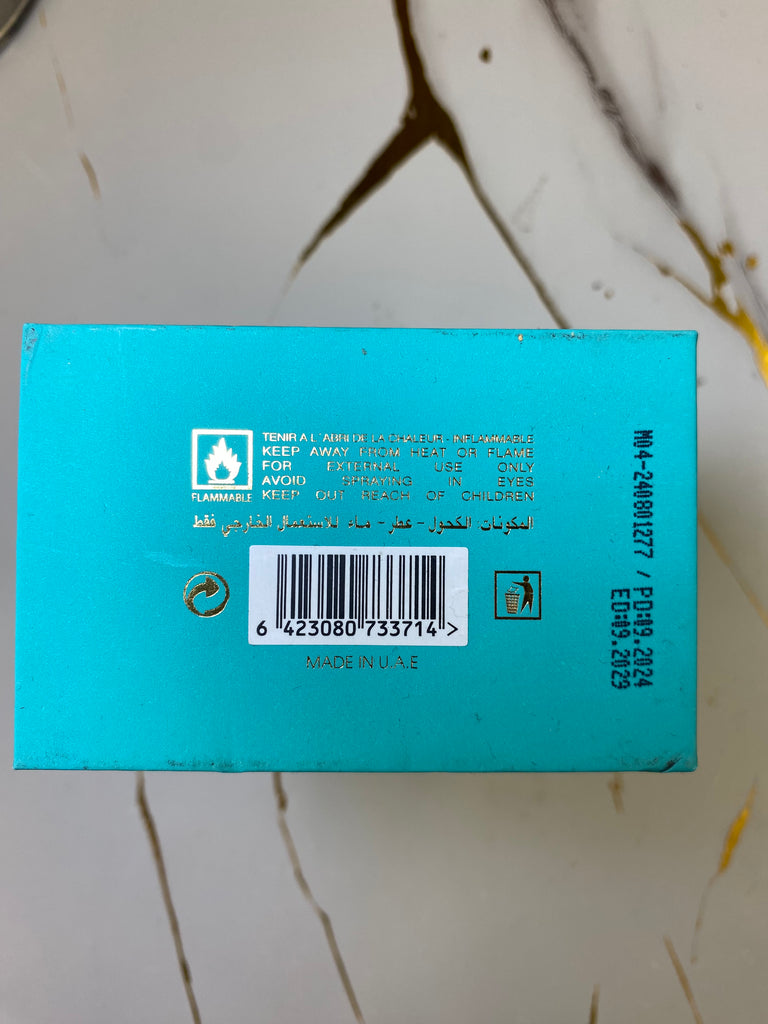 TENIR A L'ABRI DE LA CHALEUR - INFLAMMABLE
KEEP AWAY FROM HEAT OR FLAME
FOR EXTERNAL USE ONLY
AVOID SPRAYING IN EYES
KEEP OUT REACH OF CHILDREN
FLAMMABLE
المكونات: الكحول - عطر - ماء للاستعمال الخارجي فقط
6 423080 733714 >
MADE IN U.A.E
M04-240801277 / PD:09.2024
ED:09.2029